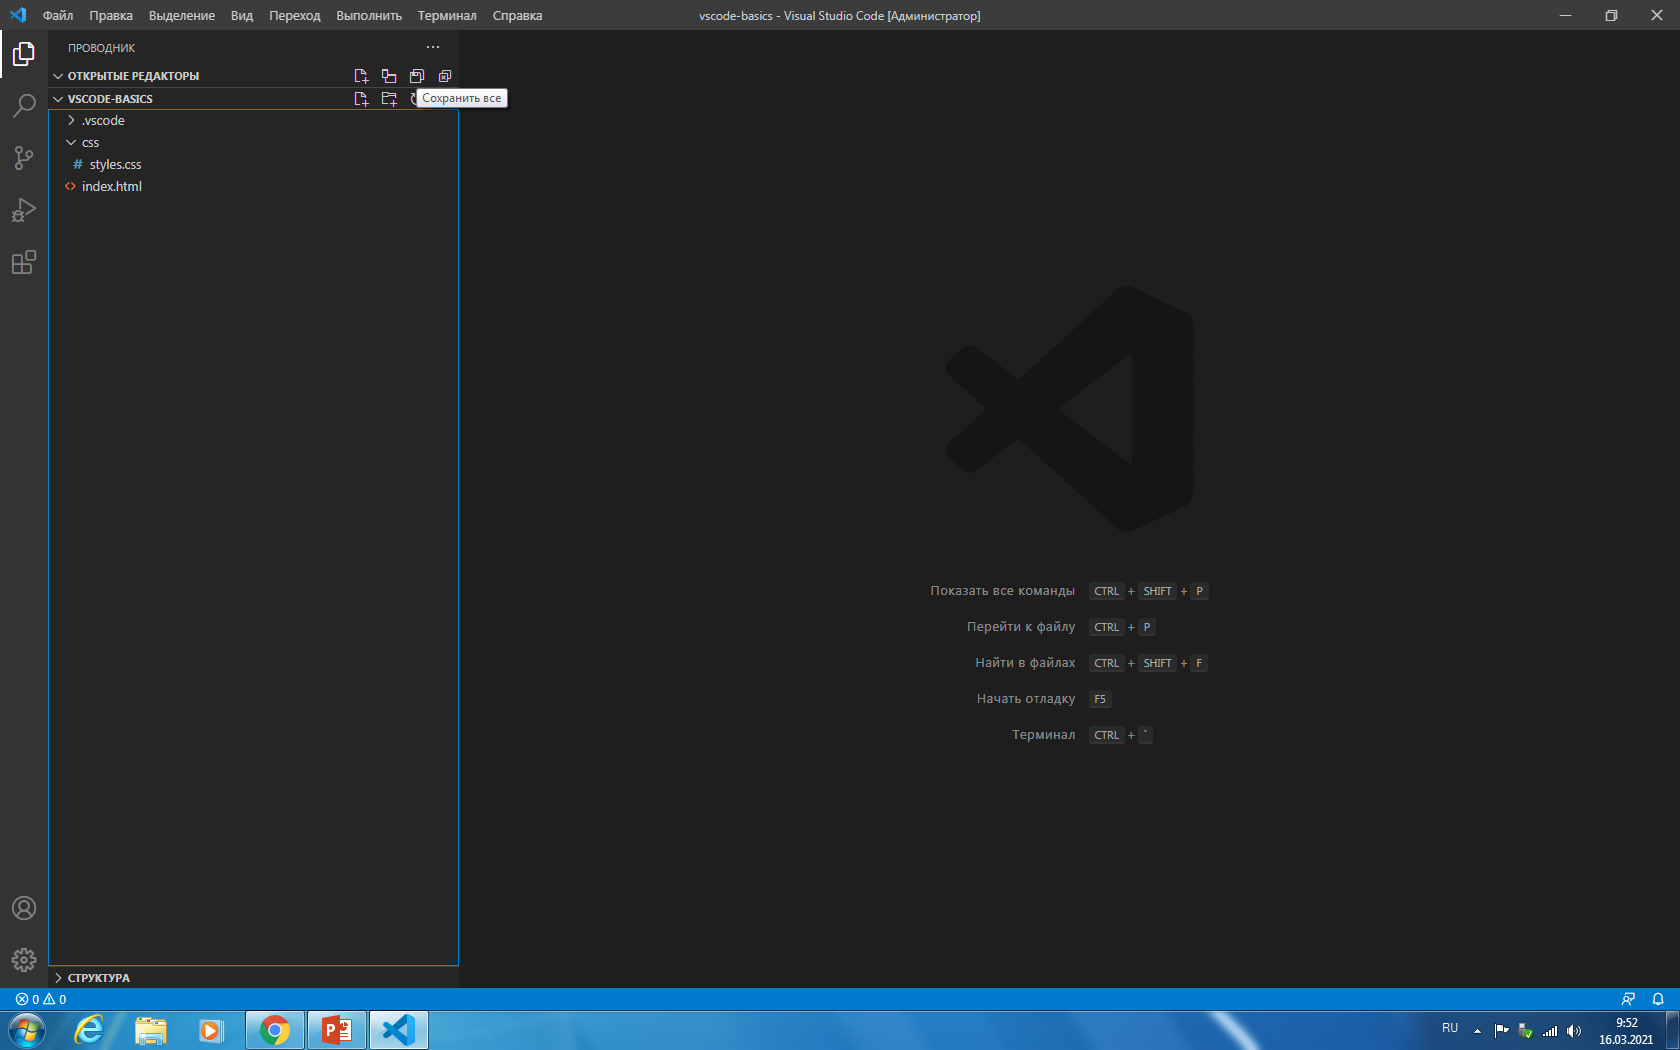 Файл Правка Выделение Вид Переход Выполнить Терминал Справка
vscode-basics - Visual Studio Code [Администратор]
ПРОВОДНИК
ОТКРЫТЫЕ РЕДАКТОРЫ
VSCODE-BASICS
Сохранить все
.vscode
css
# styles.css
<> index.html
Показать все команды CTRL + SHIFT + P
Перейти к файлу CTRL + P
Найти в файлах CTRL + SHIFT + F
Начать отладку F5
Терминал CTRL + `
СТРУКТУРА
0 0
RU
9:52
16.03.2021